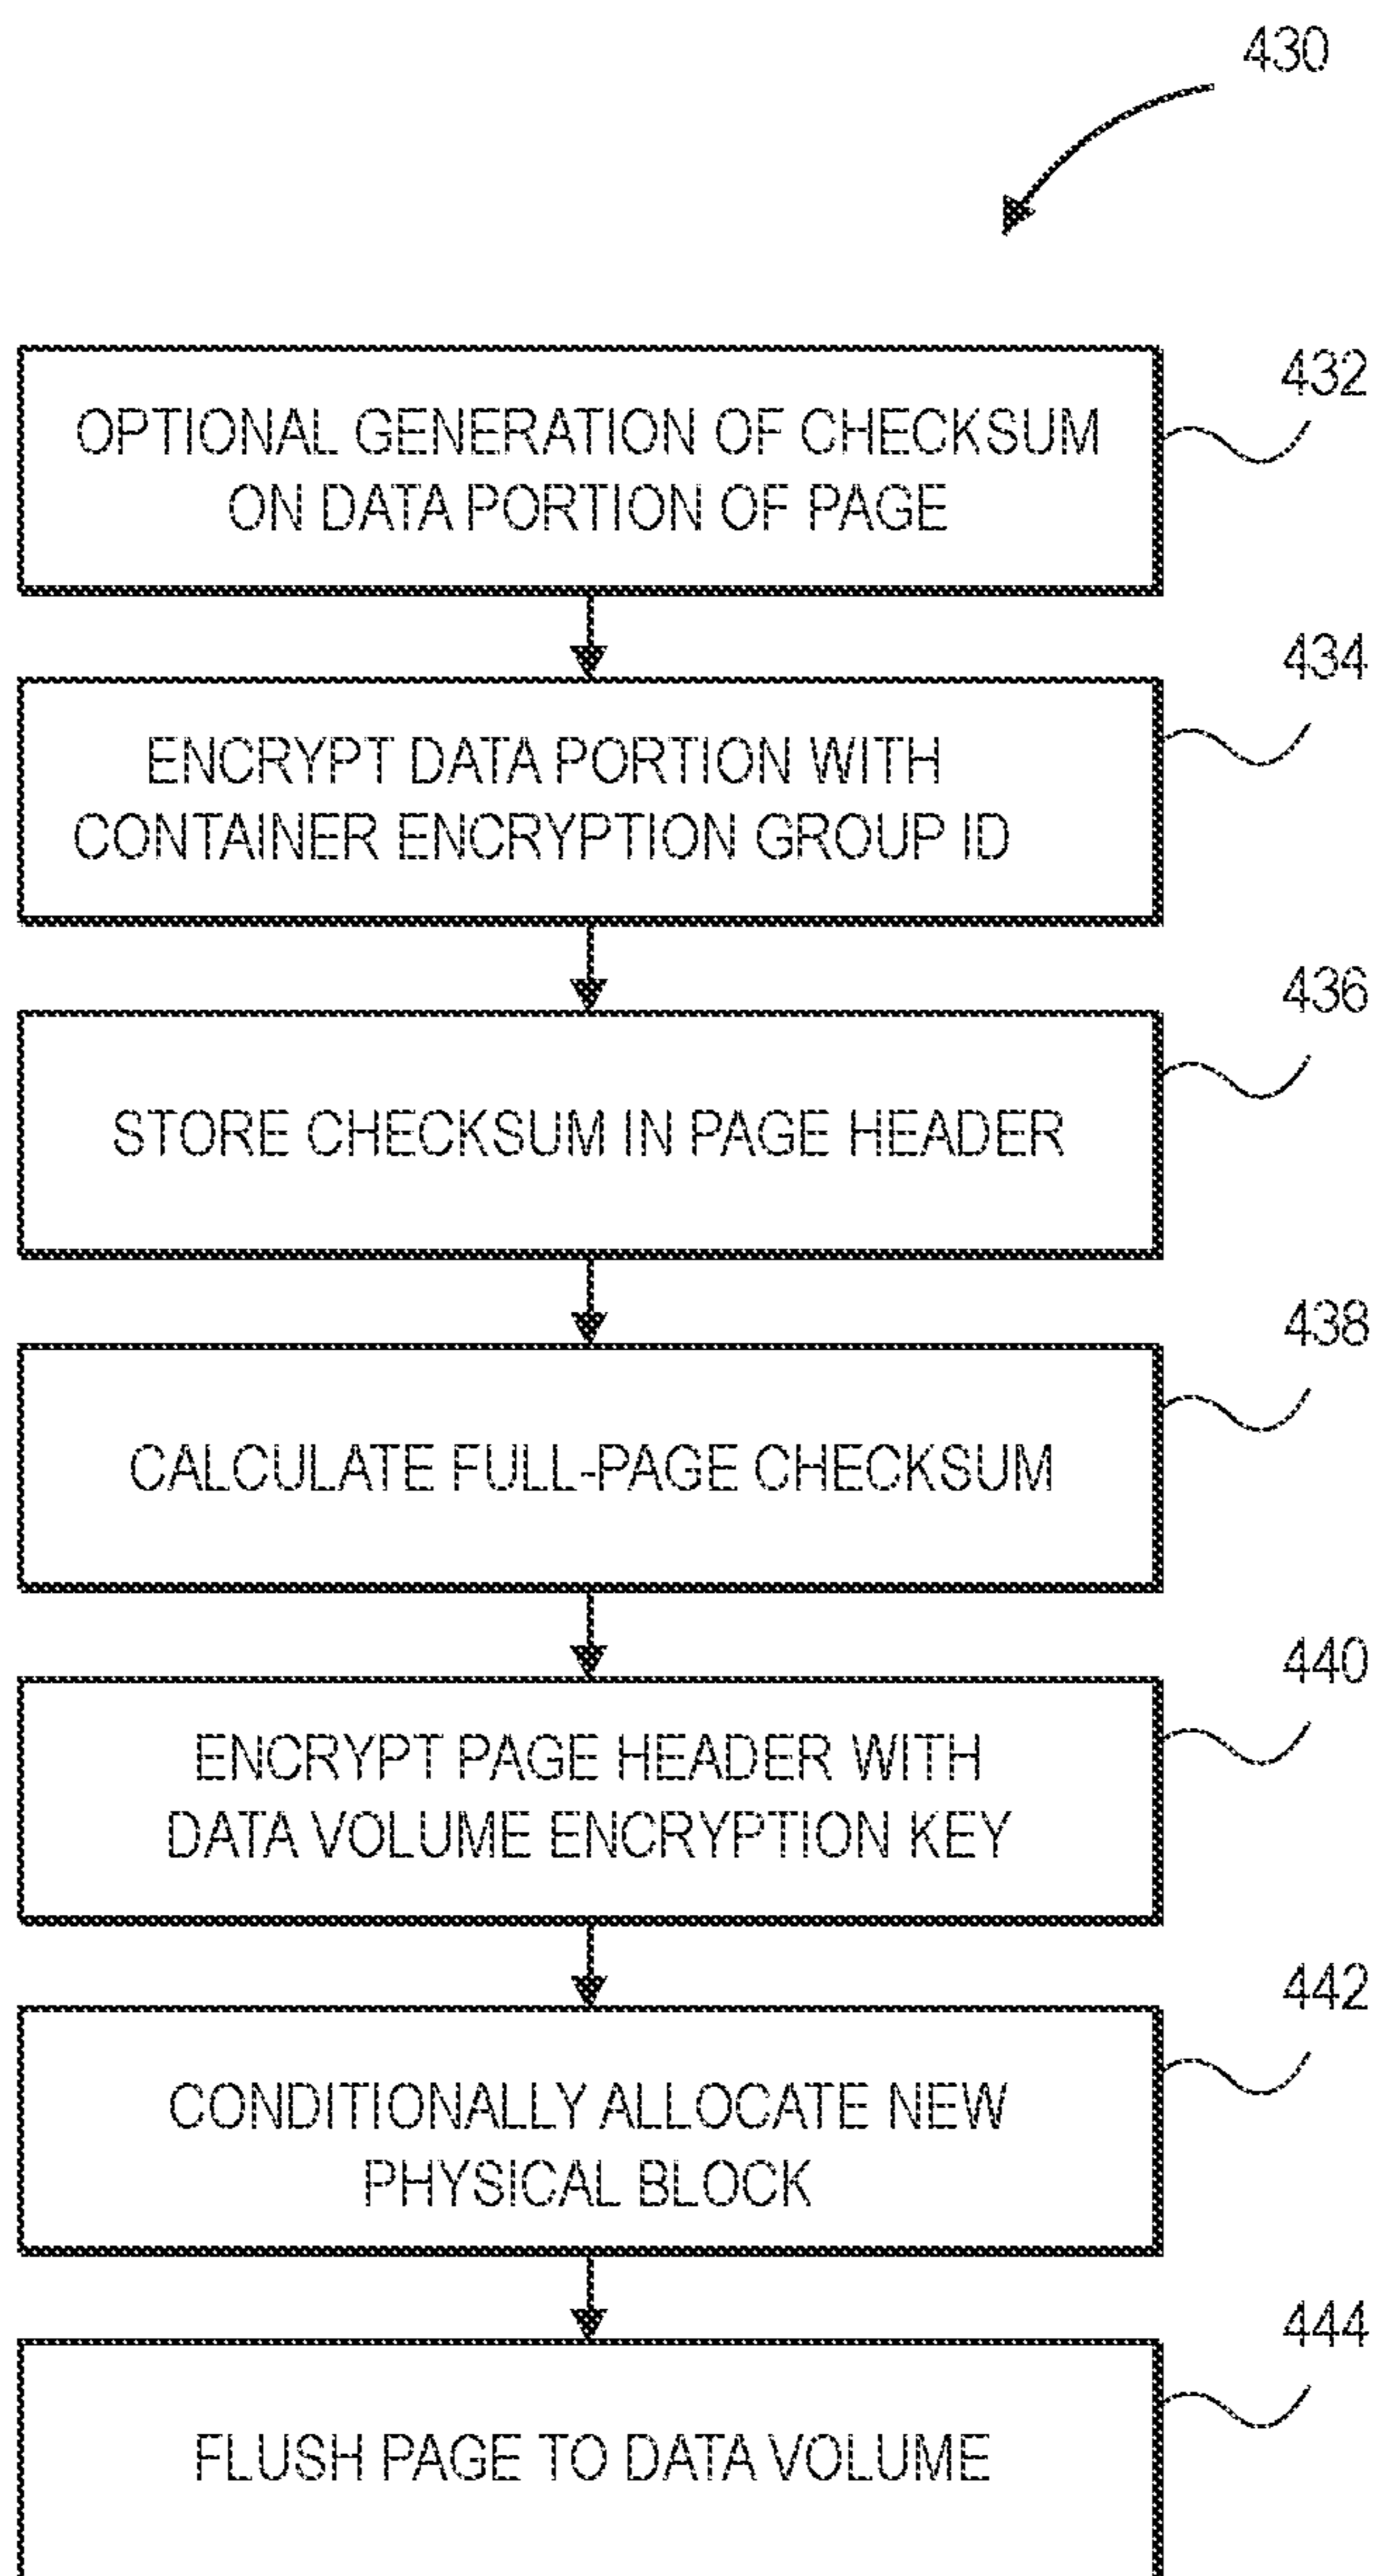 430
432
OPTIONAL GENERATION OF CHECKSUM
ON DATA PORTION OF PAGE
434
ENCRYPT DATA PORTION WITH
CONTAINER ENCRYPTION GROUP ID
436
STORE CHECKSUM IN PAGE HEADER
438
CALCULATE FULL-PAGE CHECKSUM
440
ENCRYPT PAGE HEADER WITH
DATA VOLUME ENCRYPTION KEY
442
CONDITIONALLY ALLOCATE NEW
PHYSICAL BLOCK
444
FLUSH PAGE TO DATA VOLUME